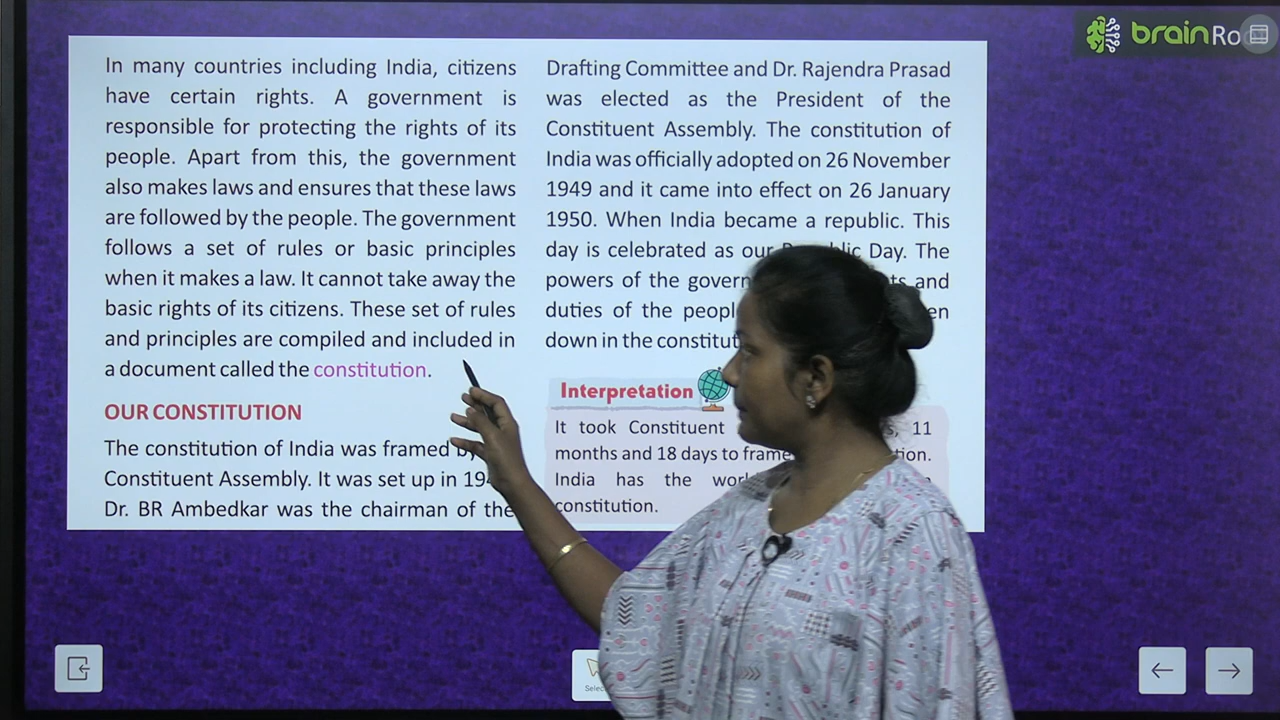 brainRo
In many countries including India, citizens
have certain rights. A government is
responsible for protecting the rights of its
people. Apart from this, the government
also makes laws and ensures that these laws
are followed by the people. The government
follows a set of rules or basic principles
when it makes a law. It cannot take away the
basic rights of its citizens. These set of rules
and principles are compiled and included in
a document called the constitution.
OUR CONSTITUTION
The constitution of India was framed
Constituent Assembly. It was set up in
Dr. BR Ambedkar was the chairman of the
Drafting Committee and Dr. Rajendra Prasad
was elected as the President of the
Constituent Assembly. The constitution of
India was officially adopted on 26 November
1949 and it came into effect on 26 January
1950. When India became a republic. This
day is celebrated as our Day. The
powers of the and
duties of the
down in the
Interpretation
It took Constituent 11
months and 18 days to frame
India has the
constitution.